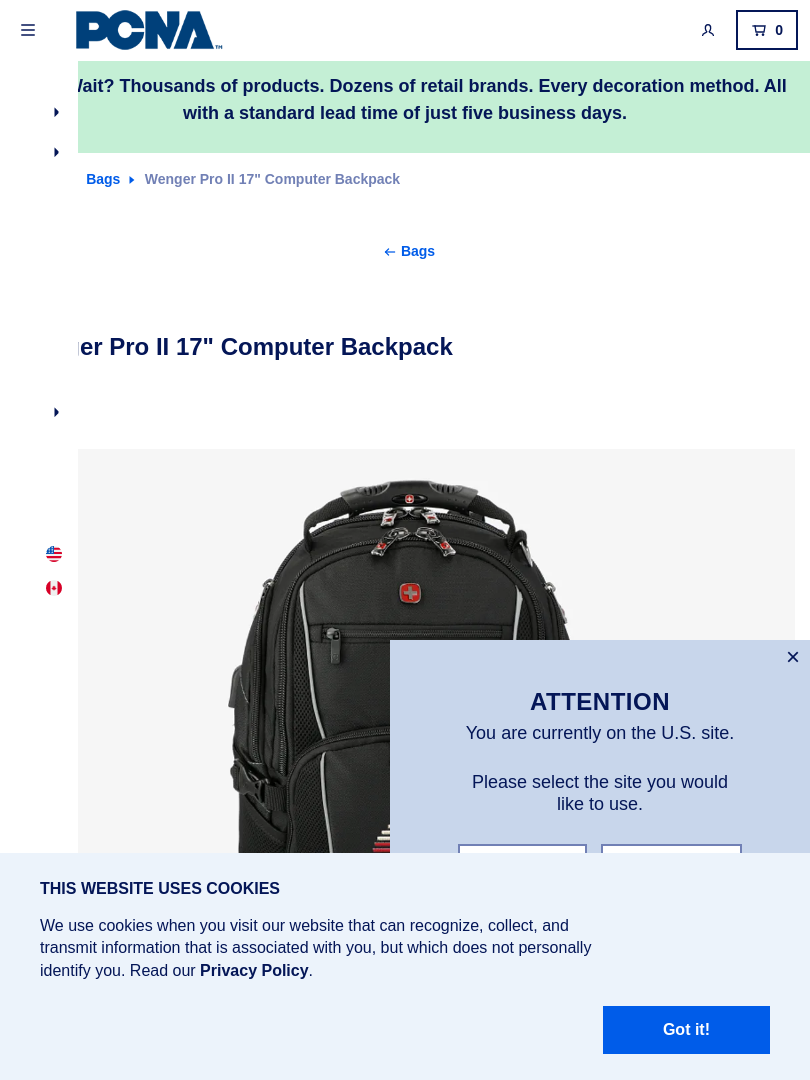 PCNA™
0
Wait? Thousands of products. Dozens of retail brands. Every decoration method. All
with a standard lead time of just five business days.
Bags
Wenger Pro II 17" Computer Backpack
← Bags
er Pro II 17" Computer Backpack
×
ATTENTION
You are currently on the U.S. site.
Please select the site you would
like to use.
THIS WEBSITE USES COOKIES
We use cookies when you visit our website that can recognize, collect, and
transmit information that is associated with you, but which does not personally
identify you. Read our Privacy Policy.
Got it!